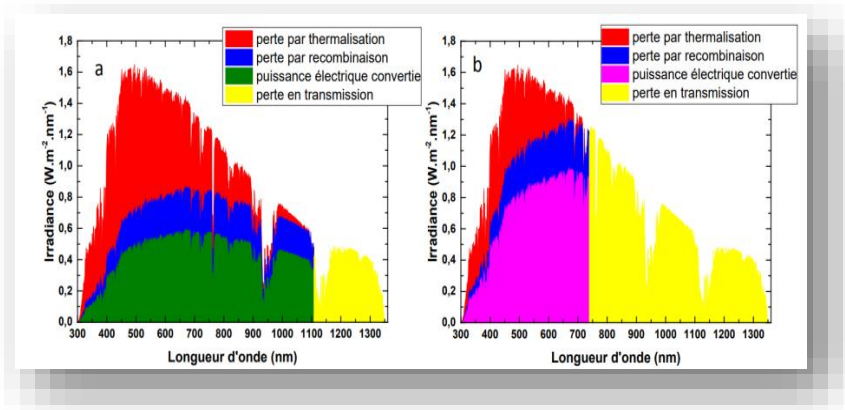 a
perte par thermalisation
perte par recombinaison
puissance électrique convertie
perte en transmission
1,8
1,6
1,4
1,2
1,0
0,8
0,6
0,4
0,2
0,0
Irradiance (W.m-2.nm-1)
300 400 500 600 700 800 900 1000 1100 1200 1300
Longueur d'onde (nm)
b
perte par thermalisation
perte par recombinaison
puissance électrique convertie
perte en transmission
1,8
1,6
1,4
1,2
1,0
0,8
0,6
0,4
0,2
0,0
Irradiance (W.m-2.nm-1)
300 400 500 600 700 800 900 1000 1100 1200 1300
Longueur d'onde (nm)